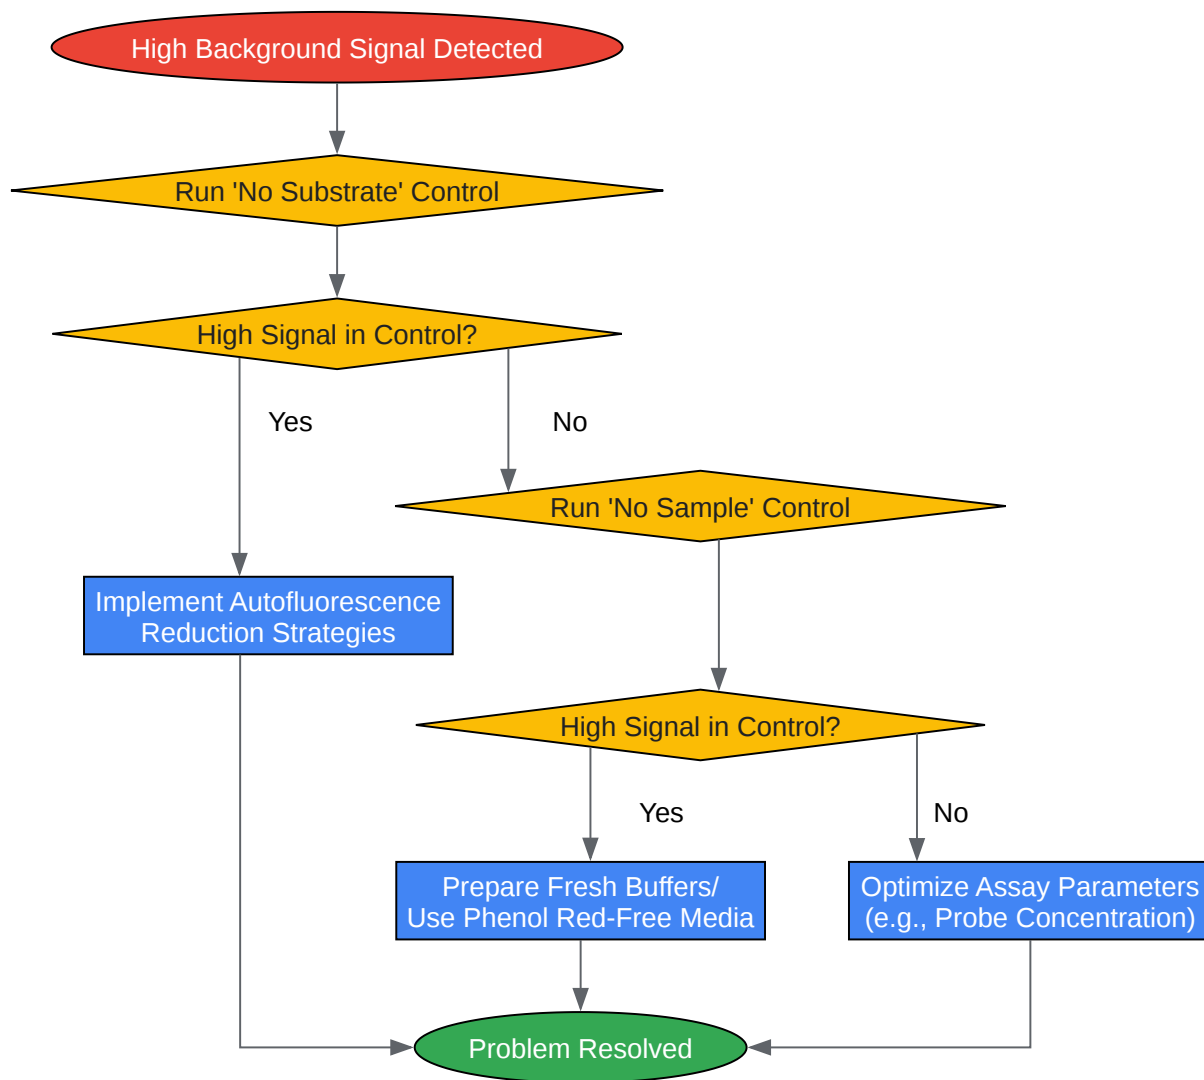 High Background Signal Detected
Run 'No Substrate' Control
High Signal in Control?
Yes
No
Run 'No Sample' Control
Implement Autofluorescence
Reduction Strategies
High Signal in Control?
Yes
No
Prepare Fresh Buffers/
Use Phenol Red-Free Media
Optimize Assay Parameters
(e.g., Probe Concentration)
Problem Resolved